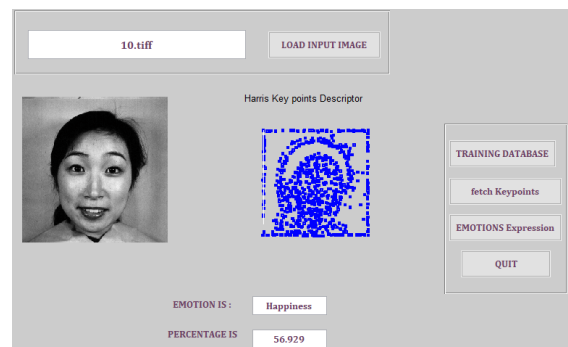 10.tiff
LOAD INPUT IMAGE
Harris Key points Descriptor
TRAINING DATABASE
fetch Keypoints
EMOTIONS Expression
QUIT
EMOTION IS :
Happiness
PERCENTAGE IS
56.929